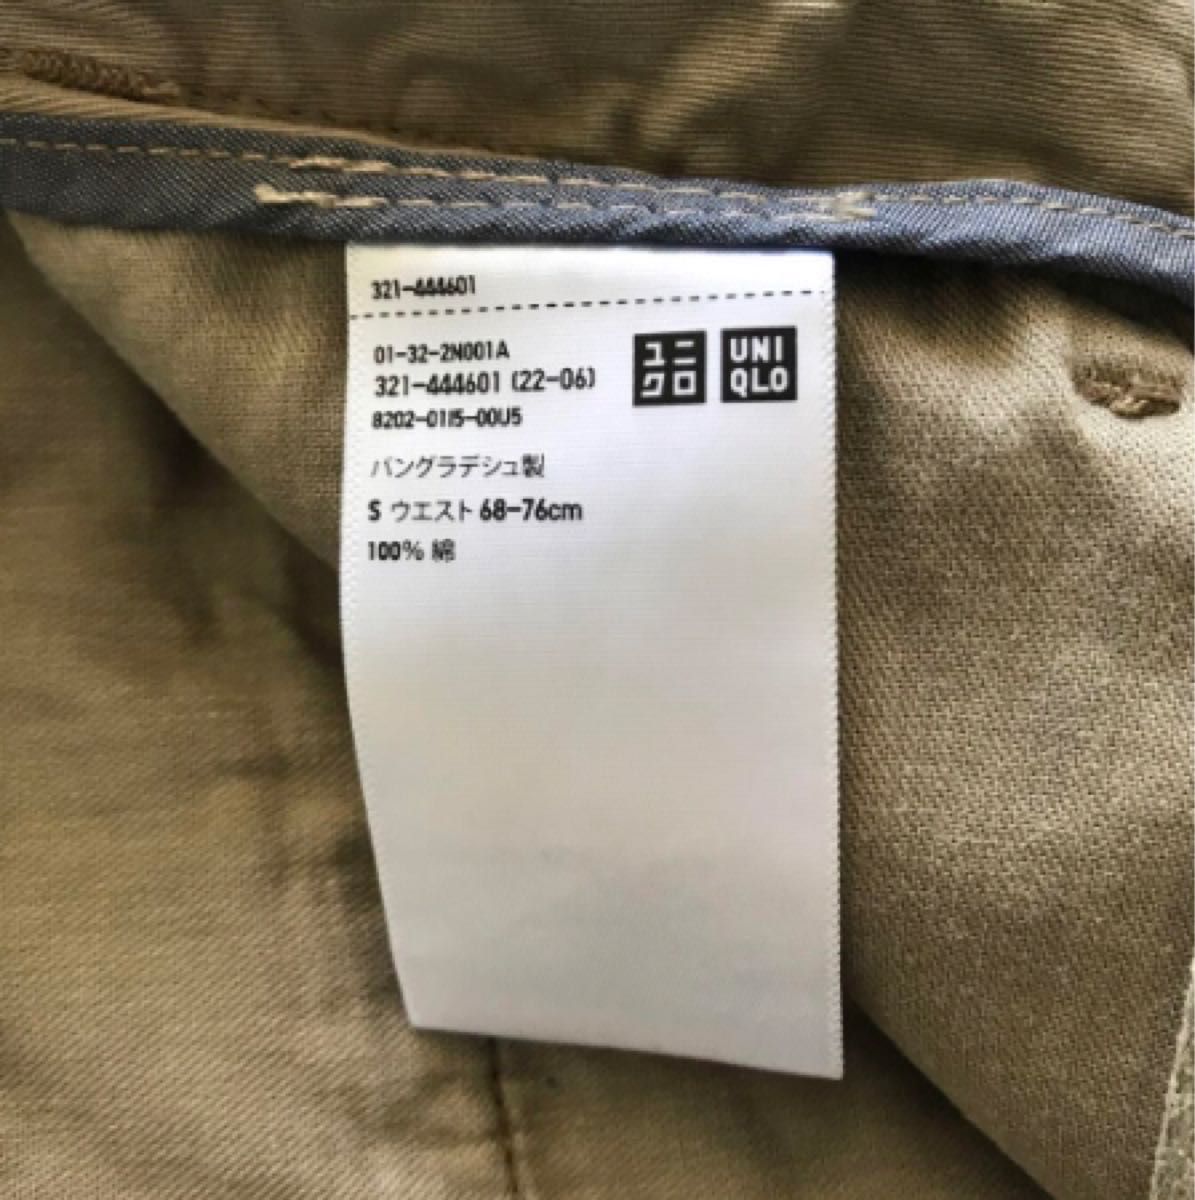 321-444601
01-32-2N001A
321-444601 (22-06)
8202-0115-00U5
バングラデシュ製
S ウエスト 68-76cm
100% 綿
ユニ
クロ
UNI
QLO